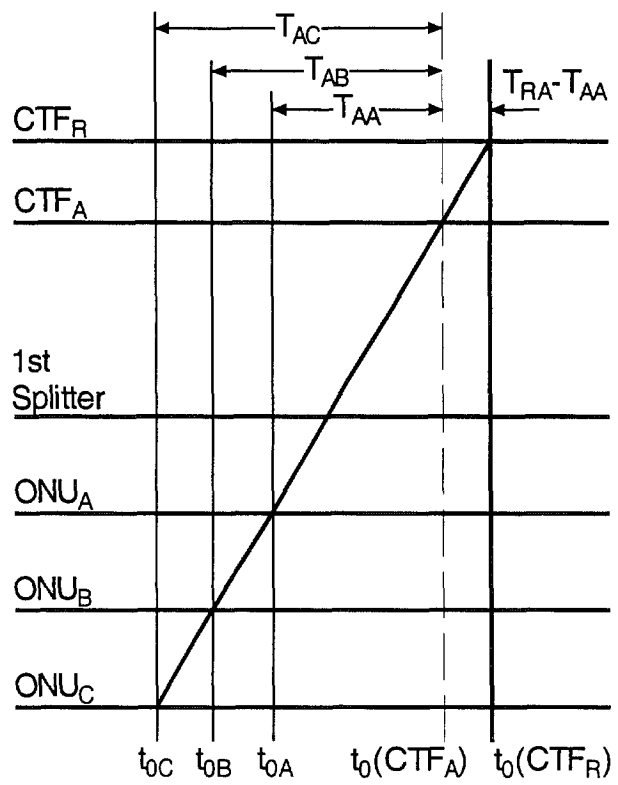 T_AC
T_AB
T_AA
T_RA-T_AA
CTF_R
CTF_A
1st
Splitter
ONU_A
ONU_B
ONU_C
t_0C t_0B t_0A t_0(CTF_A) t_0(CTF_R)